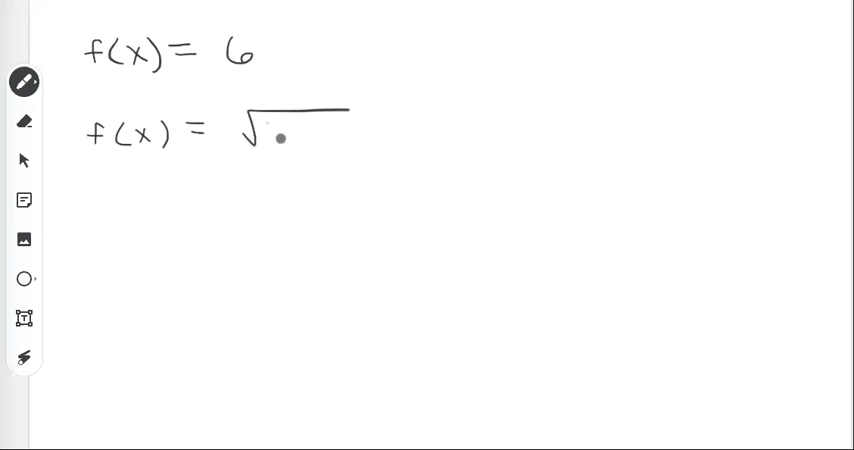 f(x) = 6
f(x) = √